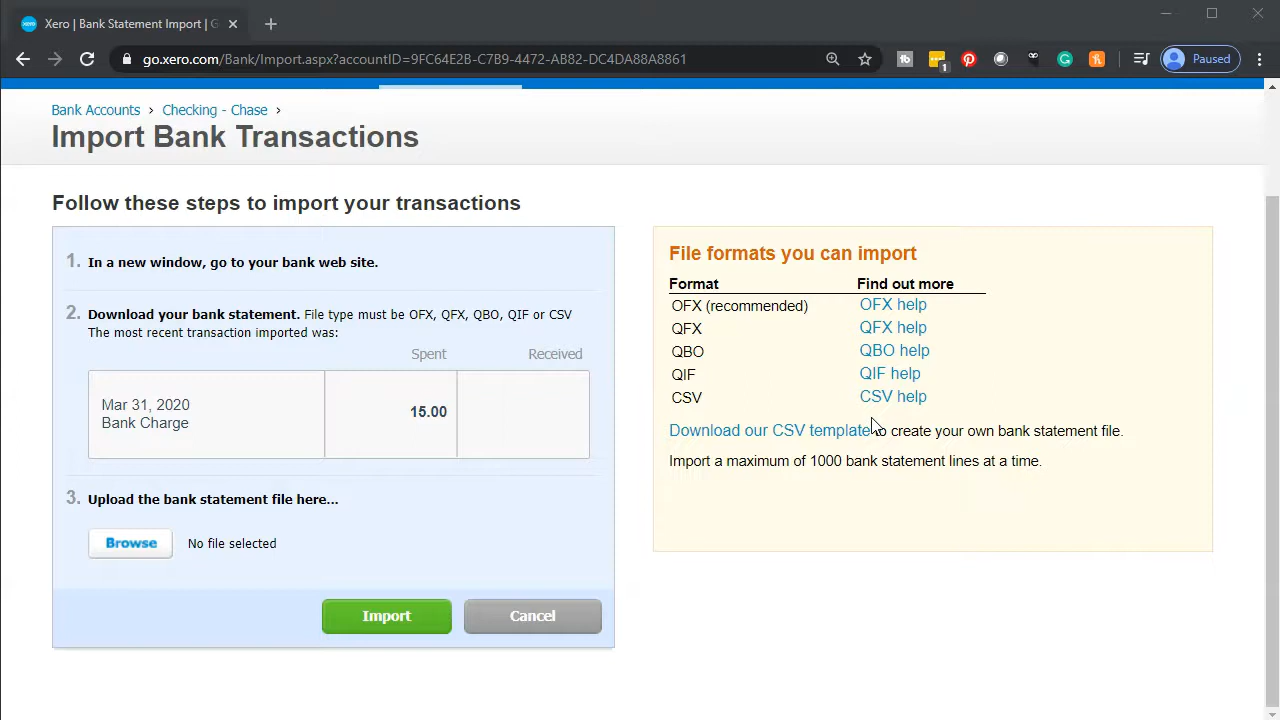 Xero | Bank Statement Import | G
go.xero.com/Bank/Import.aspx?accountID=9FC64E2B-C7B9-4472-AB82-DC4DA88A8861
1
Paused
Bank Accounts › Checking - Chase ›
Import Bank Transactions
Follow these steps to import your transactions
1. In a new window, go to your bank web site.
2. Download your bank statement. File type must be OFX, QFX, QBO, QIF or CSV
The most recent transaction imported was:
Spent Received
Mar 31, 2020
Bank Charge
15.00
3. Upload the bank statement file here...
Browse No file selected
Import Cancel
File formats you can import
Format Find out more
OFX (recommended) OFX help
QFX QFX help
QBO QBO help
QIF QIF help
CSV CSV help
Download our CSV template to create your own bank statement file.
Import a maximum of 1000 bank statement lines at a time.